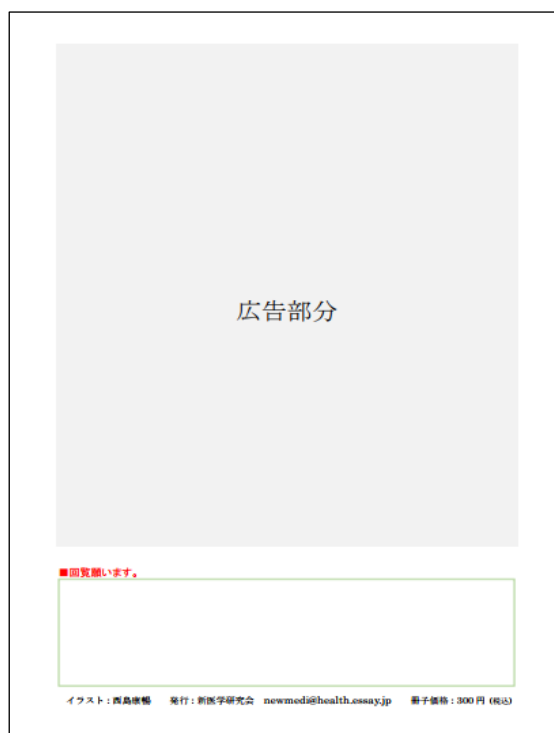 広告部分
■回覧願います。
イラスト：西島康暢 発行：新医学研究会 newmedi@health.essay.jp 冊子価格：300円（税込）